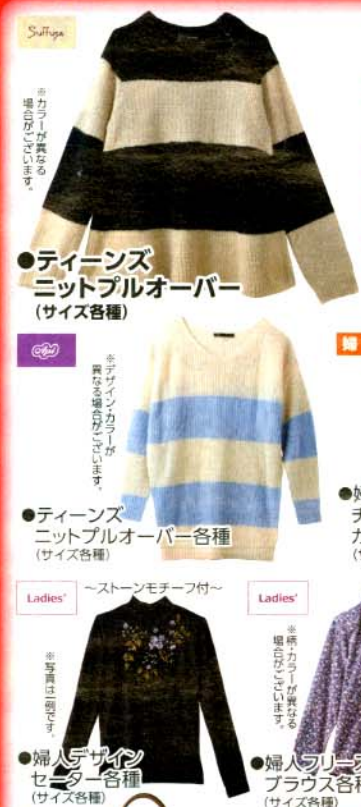 Suffuse
※カラーが異なる
場合がございます。
●ティーンズ
ニットプルオーバー
(サイズ各種)
※デザイン・カラーが
異なる場合がございます。
婦
●ティーンズ
ニットプルオーバー各種
(サイズ各種)
Ladies'
～ストーンモチーフ付～
※写真は一例です。
●婦人デザイン
セーター各種
(サイズ各種)
Ladies'
※柄・カラーが異なる
場合がございます。
●婦人フリース
ブラウス各種
(サイズ各種)